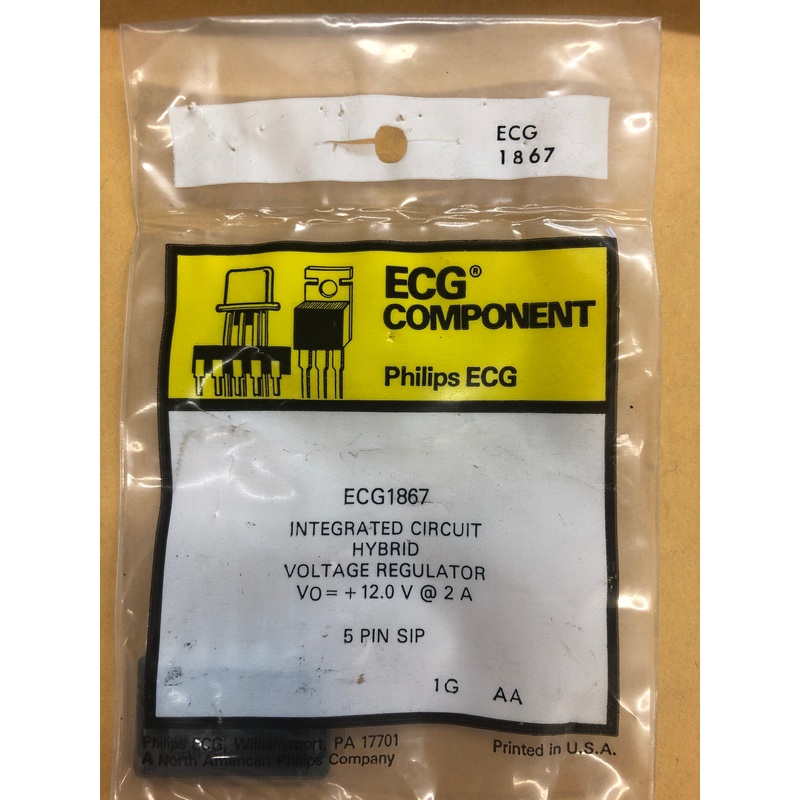 ECG
1867
ECG®
COMPONENT
Philips ECG
ECG1867
INTEGRATED CIRCUIT
HYBRID
VOLTAGE REGULATOR
VO = + 12.0 V @ 2 A
5 PIN SIP
1G AA
Philips ECG, Williamsport, PA 17701
A North American Philips Company
Printed in U.S.A.